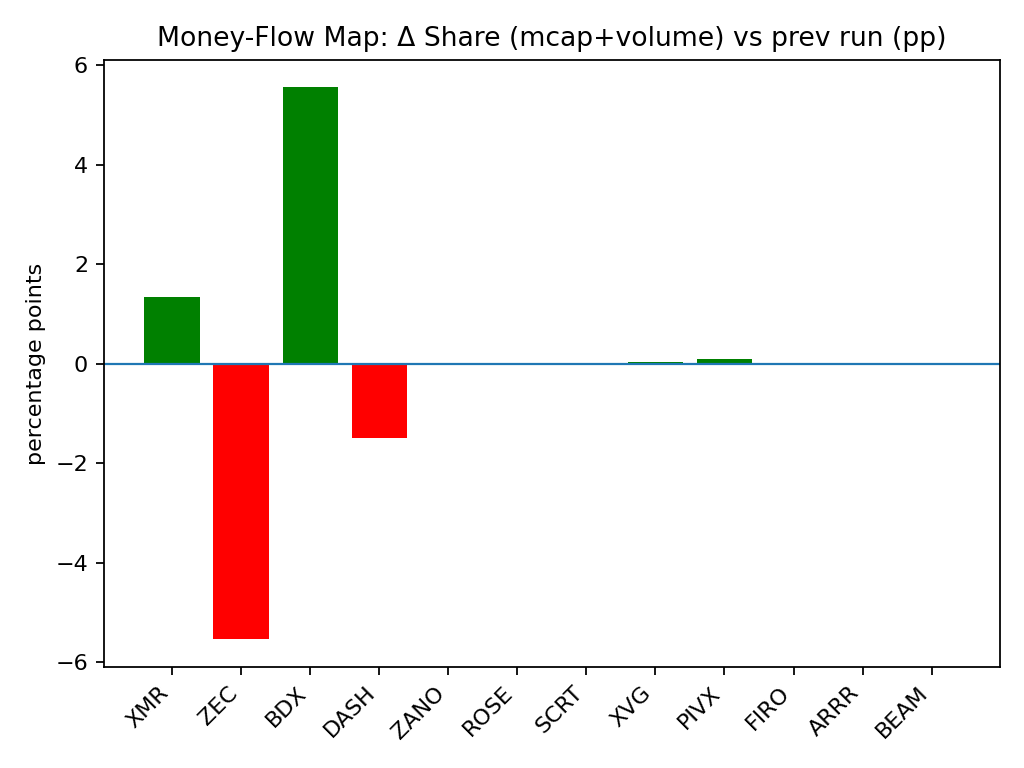 Money-Flow Map: Δ Share (mcap+volume) vs prev run (pp)
percentage points
6
4
2
0
−2
−4
−6
XMR
ZEC
BDX
DASH
ZANO
ROSE
SCRT
XVG
PIVX
FIRO
ARRR
BEAM